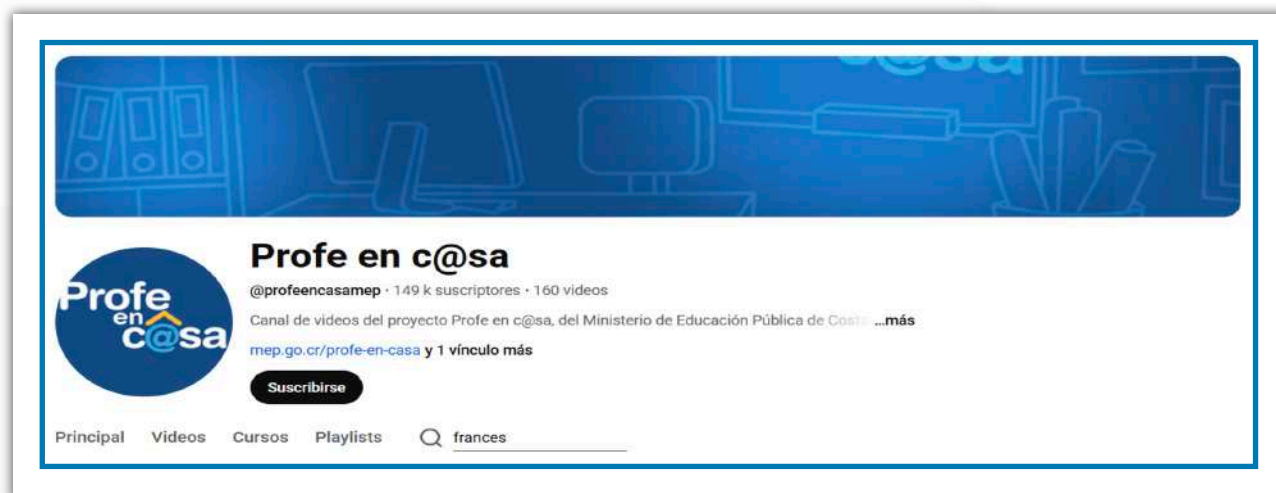 c@sa
Profe
en
c@sa
Profe en c@sa
@profeencasamep · 149 k suscriptores · 160 videos
Canal de videos del proyecto Profe en c@sa, del Ministerio de Educación Pública de Costa ...más
mep.go.cr/profe-en-casa y 1 vínculo más
Suscribirse
Principal Videos Cursos Playlists frances